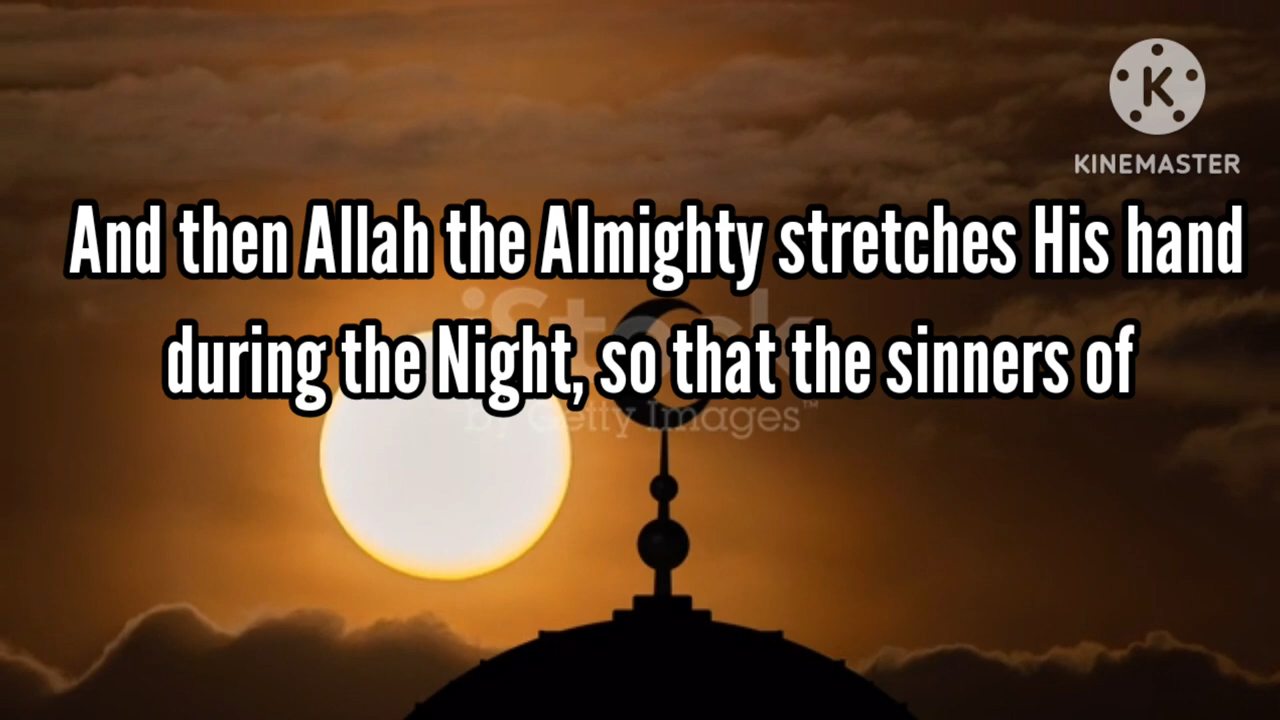 KINEMASTER
And then Allah the Almighty stretches His hand
during the Night, so that the sinners of
iStock
by Getty Images™